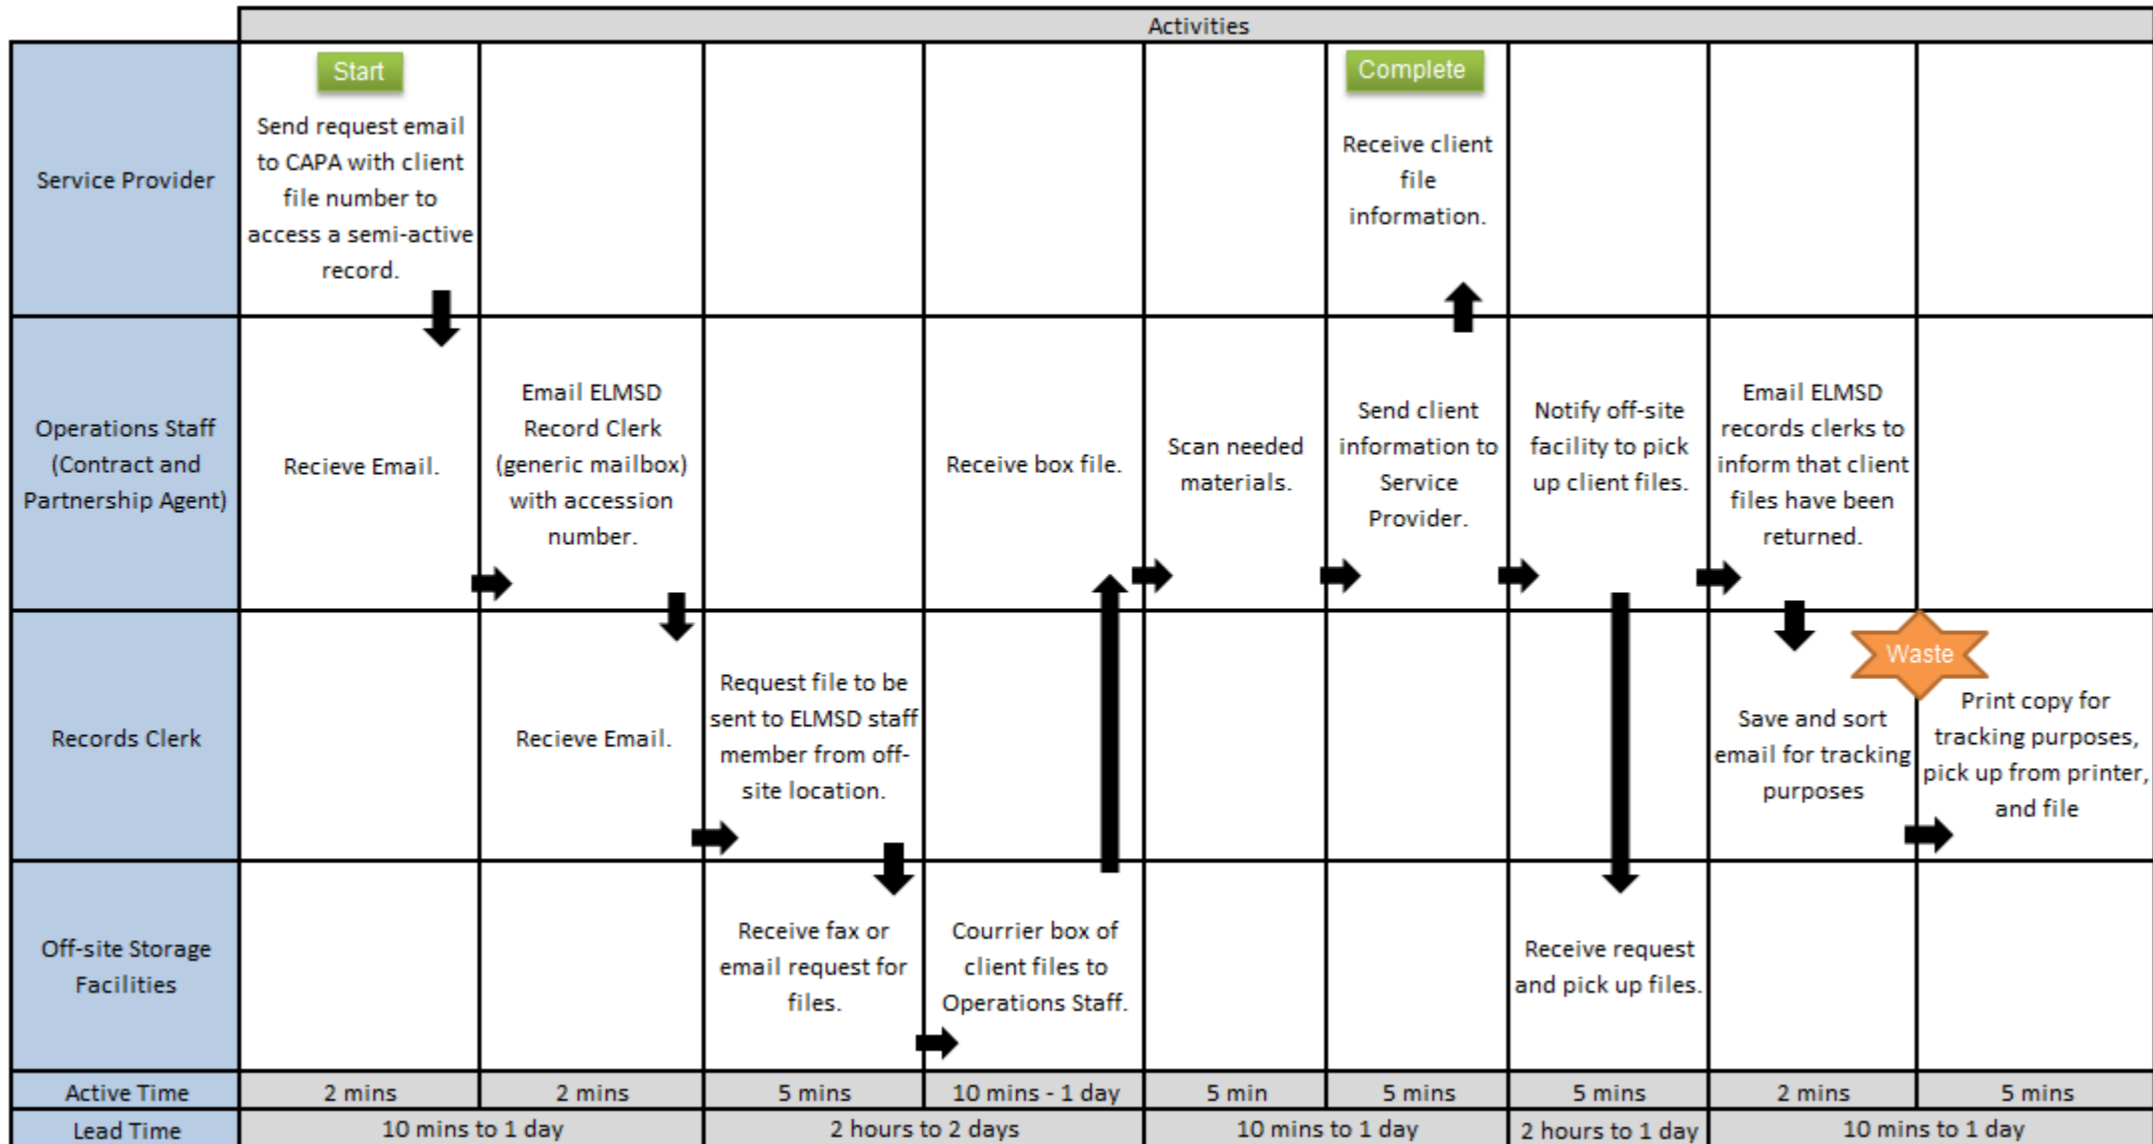 Activities
Service Provider
Start
Send request email
to CAPA with client
file number to
access a semi-active
record.
Complete
Receive client
file
information.
Operations Staff
(Contract and
Partnership Agent)
Recieve Email.
Email ELMSD
Record Clerk
(generic mailbox)
with accession
number.
Receive box file.
Scan needed
materials.
Send client
information to
Service
Provider.
Notify off-site
facility to pick
up client files.
Email ELMSD
records clerks to
inform that client
files have been
returned.
Records Clerk
Recieve Email.
Request file to be
sent to ELMSD staff
member from off-
site location.
Save and sort
email for tracking
purposes
Waste
Print copy for
tracking purposes,
pick up from printer,
and file
Off-site Storage
Facilities
Receive fax or
email request for
files.
Courrier box of
client files to
Operations Staff.
Receive request
and pick up files.
Active Time
2 mins
2 mins
5 mins
10 mins - 1 day
5 min
5 mins
5 mins
2 mins
5 mins
Lead Time
10 mins to 1 day
2 hours to 2 days
10 mins to 1 day
2 hours to 1 day
10 mins to 1 day